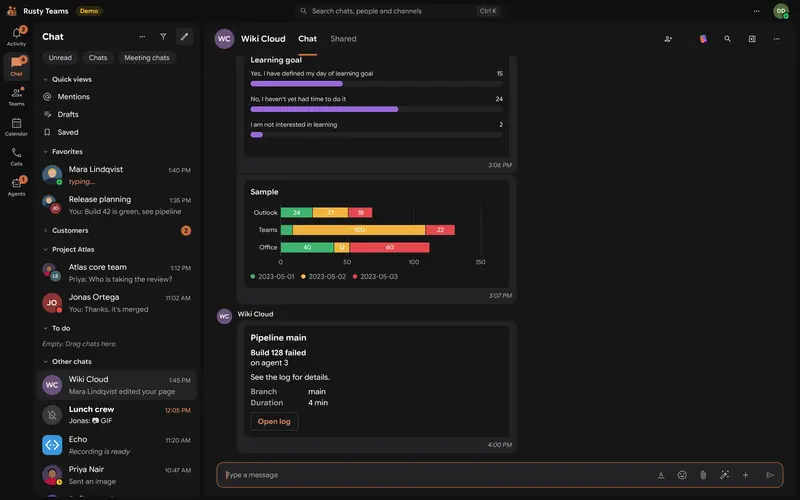 Rusty Teams
Demo
Search chats, people and channels
Ctrl K
DD
2
Activity
4
Chat
Teams
Calendar
Calls
1
Agents
Chat
Unread
Chats
Meeting chats
Quick views
Mentions
Drafts
Saved
Favorites
Mara Lindqvist
1:40 PM
typing...
Release planning
1:35 PM
JO
You: Build 42 is green, see pipeline
Customers
2
Project Atlas
Atlas core team
1:12 PM
LE
Priya: Who is taking the review?
JO
Jonas Ortega
11:02 AM
You: Thanks, it's merged
To do
Empty. Drag chats here.
Other chats
WC
Wiki Cloud
1:45 PM
Mara Lindqvist edited your page
Lunch crew
12:05 PM
Jonas: 📷 GIF
Echo
11:20 AM
Recording is ready
Priya Nair
10:47 AM
Sent an image
WC
Wiki Cloud
Chat
Shared
Learning goal
Yes, I have defined my day of learning goal
15
No, I haven't yet had time to do it
24
I am not interested in learning
2
3:06 PM
Sample
Outlook
24
27
18
Teams
100
22
Office
40
12
60
0
50
100
150
2023-05-01
2023-05-02
2023-05-03
3:07 PM
WC
Wiki Cloud
Pipeline main
Build 128 failed
on agent 3
See the log for details.
Branch main
Duration 4 min
Open log
4:00 PM
Type a message